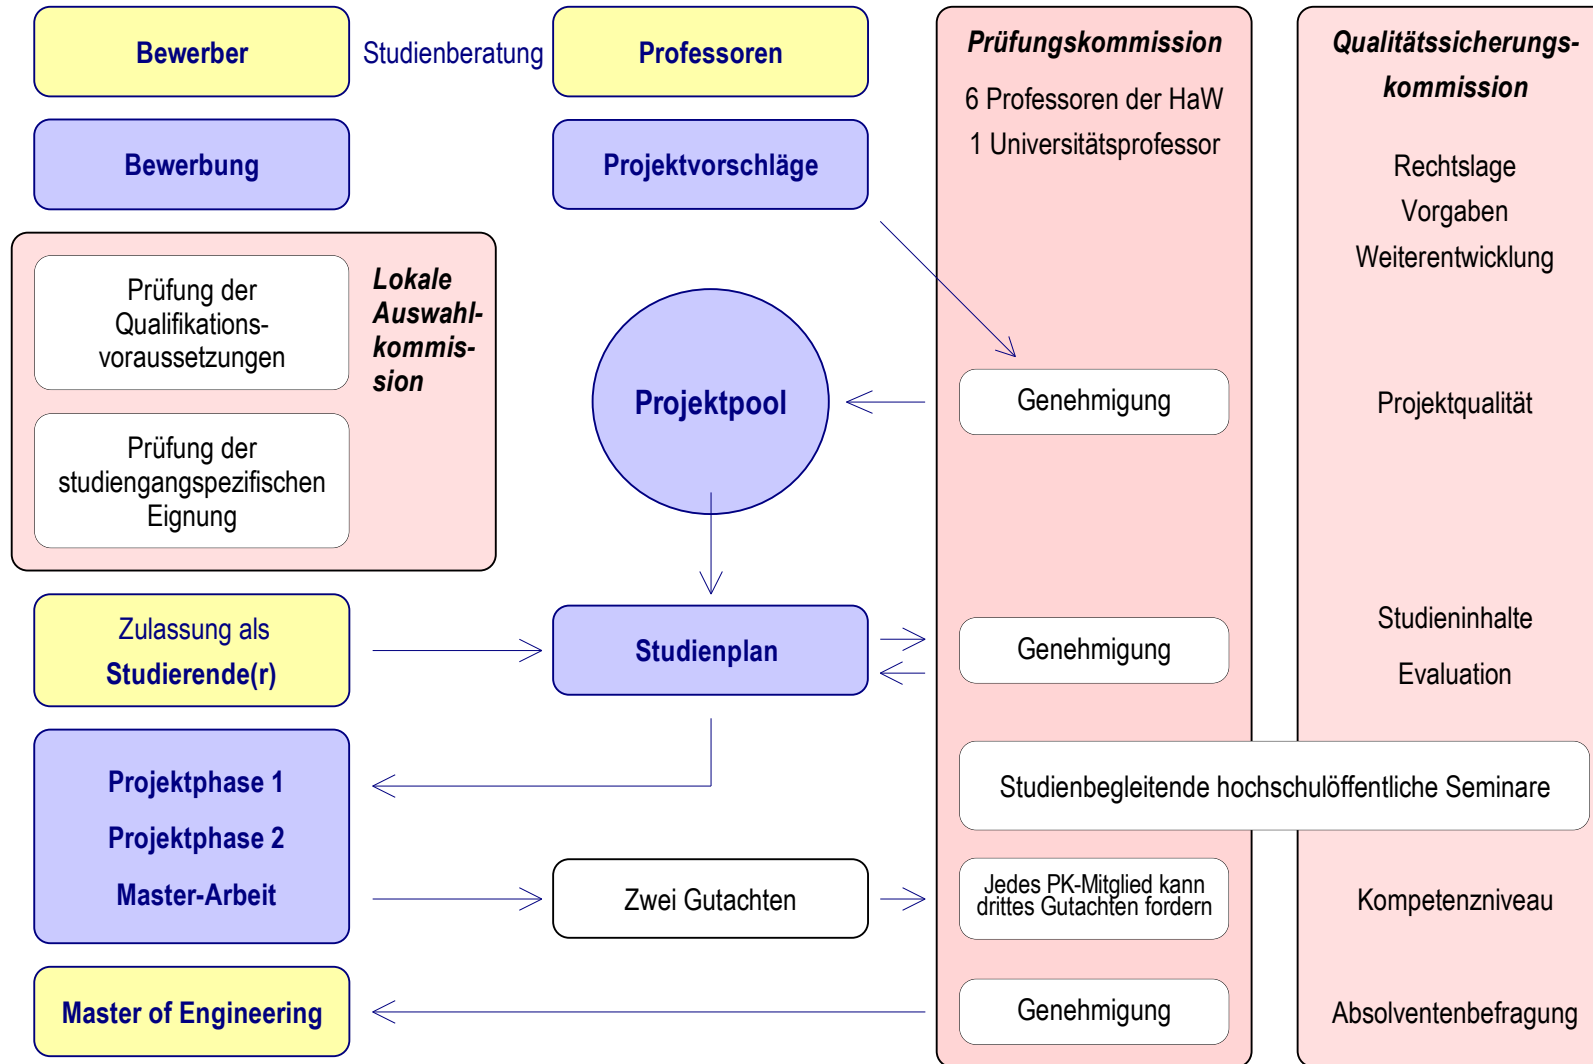 Bewerber
Studienberatung
Professoren
Bewerbung
Projektvorschläge
Prüfung der
Qualifikations-
voraussetzungen
Prüfung der
studiengangspezifischen
Eignung
Lokale
Auswahl-
kommis-
sion
Projektpool
Zulassung als
Studierende(r)
Studienplan
Projektphase 1
Projektphase 2
Master-Arbeit
Zwei Gutachten
Master of Engineering
Prüfungskommission
6 Professoren der HaW
1 Universitätsprofessor
Genehmigung
Genehmigung
Studienbegleitende hochschulöffentliche Seminare
Jedes PK-Mitglied kann
drittes Gutachten fordern
Genehmigung
Qualitätssicherungs-
kommission
Rechtslage
Vorgaben
Weiterentwicklung
Projektqualität
Studieninhalte
Evaluation
Kompetenzniveau
Absolventenbefragung